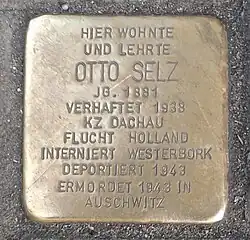 HIER WOHNTE
UND LEHRTE
OTTO SELZ
JG. 1881
VERHAFTET 1938
KZ DACHAU
FLUCHT HOLLAND
INTERNIERT WESTERBORK
DEPORTIERT 1943
ERMORDET 1943 IN
AUSCHWITZ